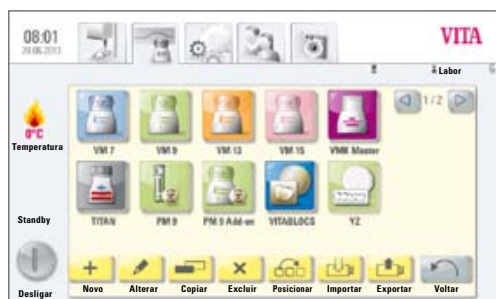 08:01
VITA
Labor
1/2
0°C
Temperatura
VM 7 VM 9 VM 13 VM 15 VMK Master
Standby
TITAN PM 9 PM 9 Add-on VITABLOCS YZ
Novo Alterar Copiar Excluir Posicionar Importar Exportar Voltar
Desligar